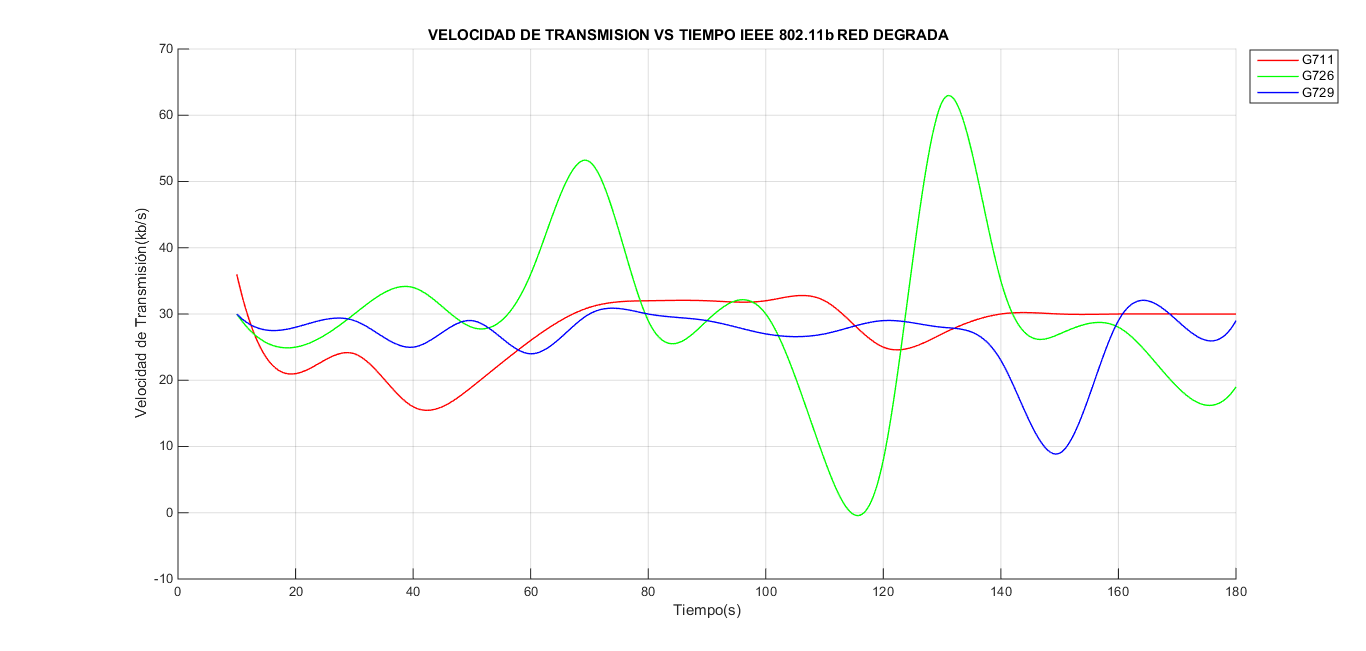 VELOCIDAD DE TRANSMISION VS TIEMPO IEEE 802.11b RED DEGRADA
G711
G726
G729
Velocidad de Transmisión(kb/s)
70
60
50
40
30
20
10
0
-10
0 20 40 60 80 100 120 140 160 180
Tiempo(s)